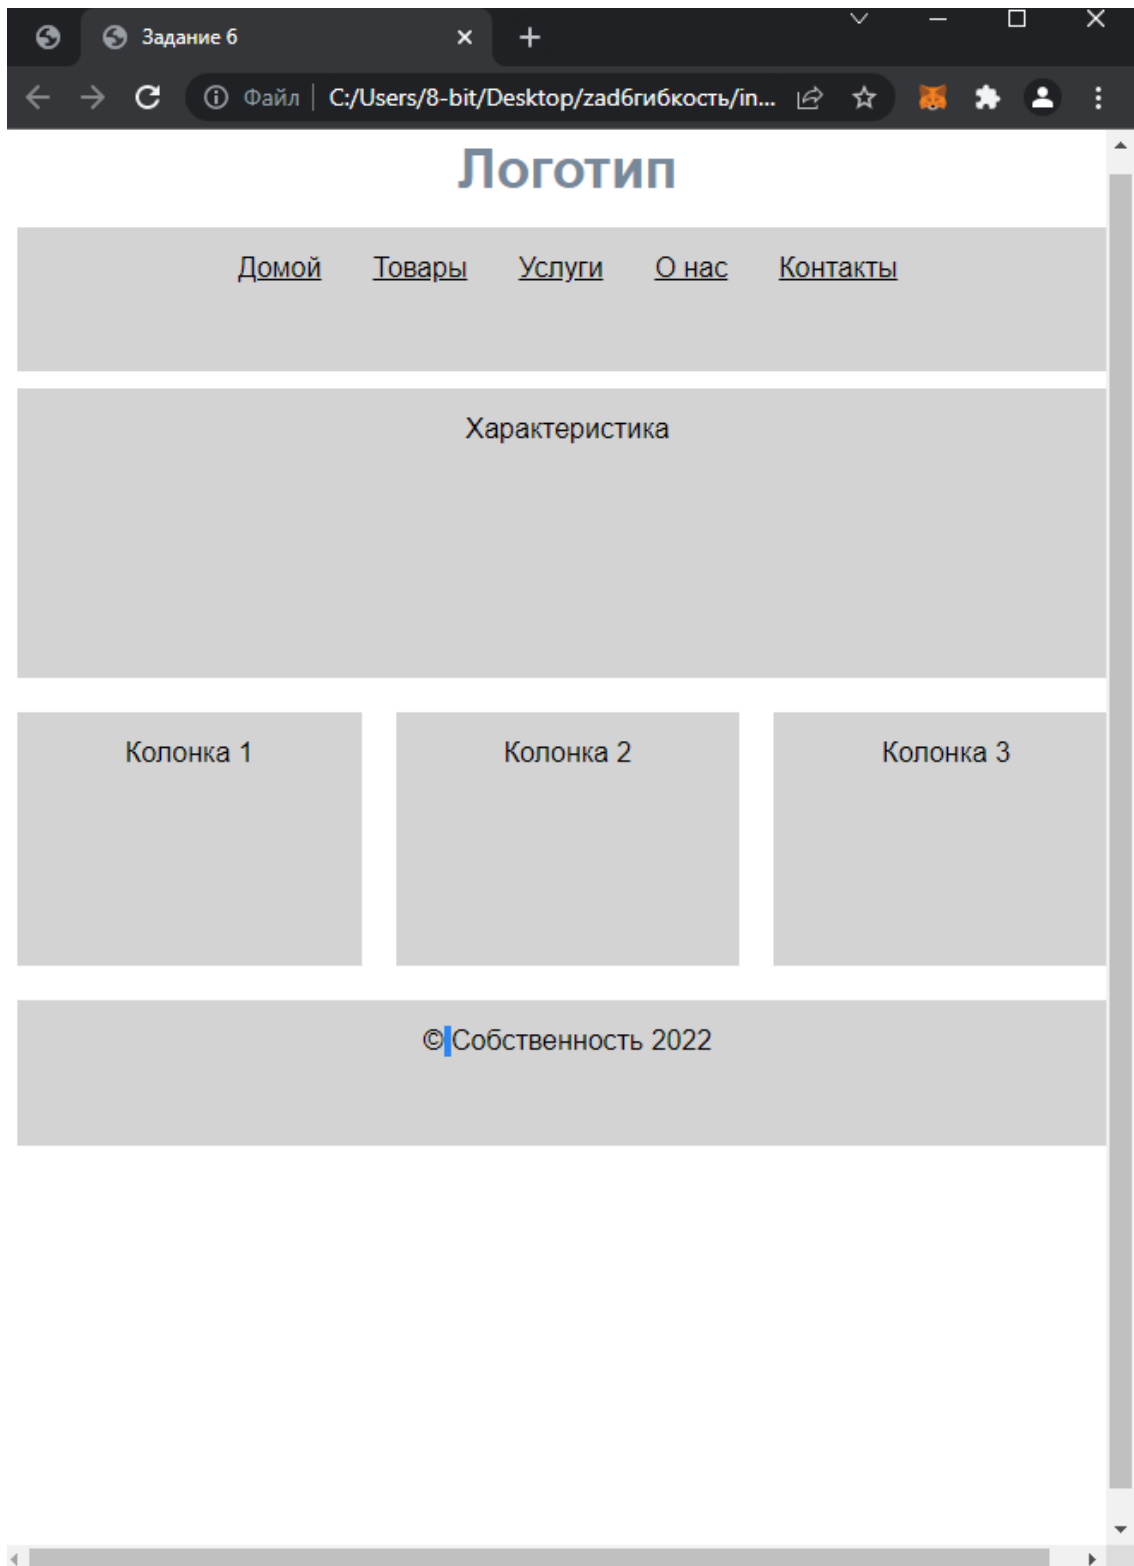 Задание 6
Файл | C:/Users/8-bit/Desktop/zad6гибкость/in...
Логотип
Домой Товары Услуги О нас Контакты
Характеристика
Колонка 1 Колонка 2 Колонка 3
© Собственность 2022